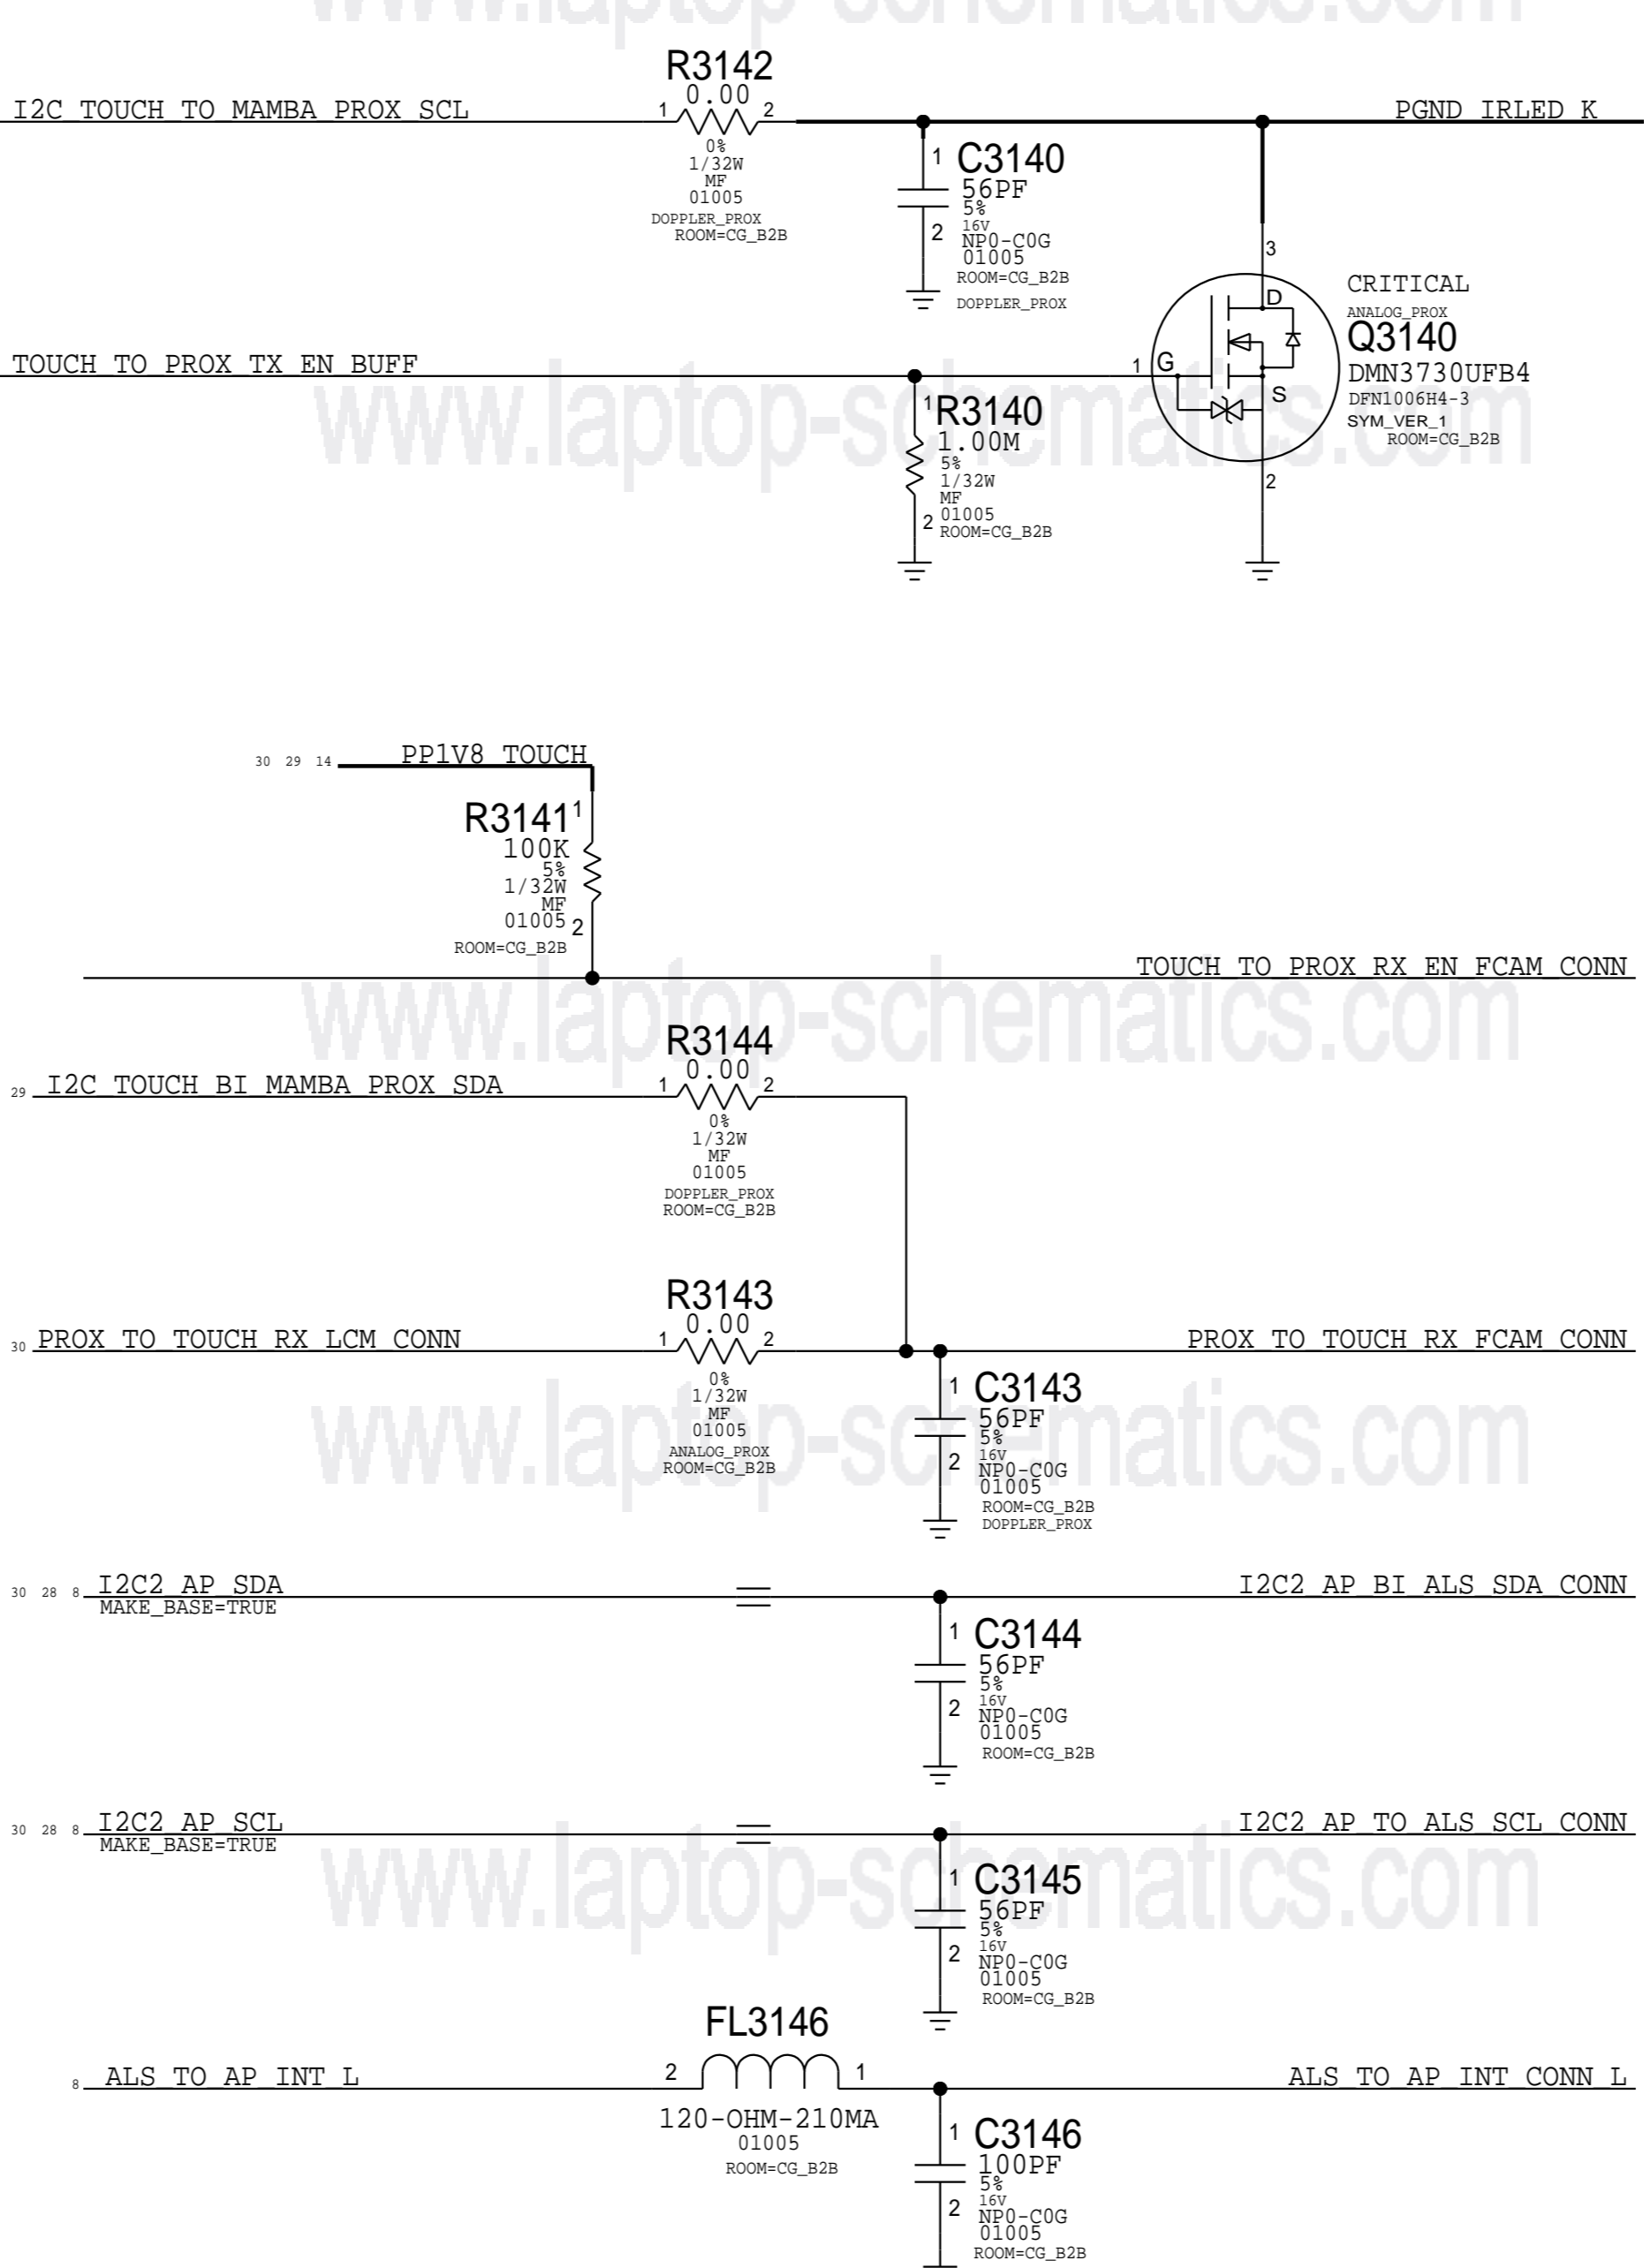 www.laptop-schematics.com
R3142
0.00
I2C_TOUCH_TO_MAMBA_PROX_SCL
1
2
PGND_IRLED_K
0%
1/32W
MF
01005
DOPPLER_PROX
ROOM=CG_B2B
1
C3140
56PF
5%
16V
2
NP0-C0G
01005
ROOM=CG_B2B
DOPPLER_PROX
3
D
CRITICAL
ANALOG_PROX
Q3140
DMN3730UFB4
DFN1006H4-3
SYM_VER_1
ROOM=CG_B2B
TOUCH_TO_PROX_TX_EN_BUFF
1
G
S
2
www.laptop-schematics.com
1
R3140
1.00M
5%
1/32W
MF
2
01005
ROOM=CG_B2B
30 29 14
PP1V8_TOUCH
R3141
1
100K
5%
1/32W
MF
01005
2
ROOM=CG_B2B
TOUCH_TO_PROX_RX_EN_FCAM_CONN
www.laptop-schematics.com
R3144
0.00
29
I2C_TOUCH_BI_MAMBA_PROX_SDA
1
2
0%
1/32W
MF
01005
DOPPLER_PROX
ROOM=CG_B2B
R3143
0.00
30
PROX_TO_TOUCH_RX_LCM_CONN
1
2
PROX_TO_TOUCH_RX_FCAM_CONN
0%
1/32W
MF
01005
ANALOG_PROX
ROOM=CG_B2B
1
C3143
56PF
5%
16V
2
NP0-C0G
01005
ROOM=CG_B2B
DOPPLER_PROX
www.laptop-schematics.com
30 28 8
I2C2_AP_SDA
MAKE_BASE=TRUE
I2C2_AP_BI_ALS_SDA_CONN
1
C3144
56PF
5%
16V
2
NP0-C0G
01005
ROOM=CG_B2B
30 28 8
I2C2_AP_SCL
MAKE_BASE=TRUE
I2C2_AP_TO_ALS_SCL_CONN
www.laptop-schematics.com
1
C3145
56PF
5%
16V
2
NP0-C0G
01005
ROOM=CG_B2B
FL3146
8
ALS_TO_AP_INT_L
2
1
ALS_TO_AP_INT_CONN_L
120-OHM-210MA
01005
ROOM=CG_B2B
1
C3146
100PF
5%
16V
2
NP0-C0G
01005
ROOM=CG_B2B